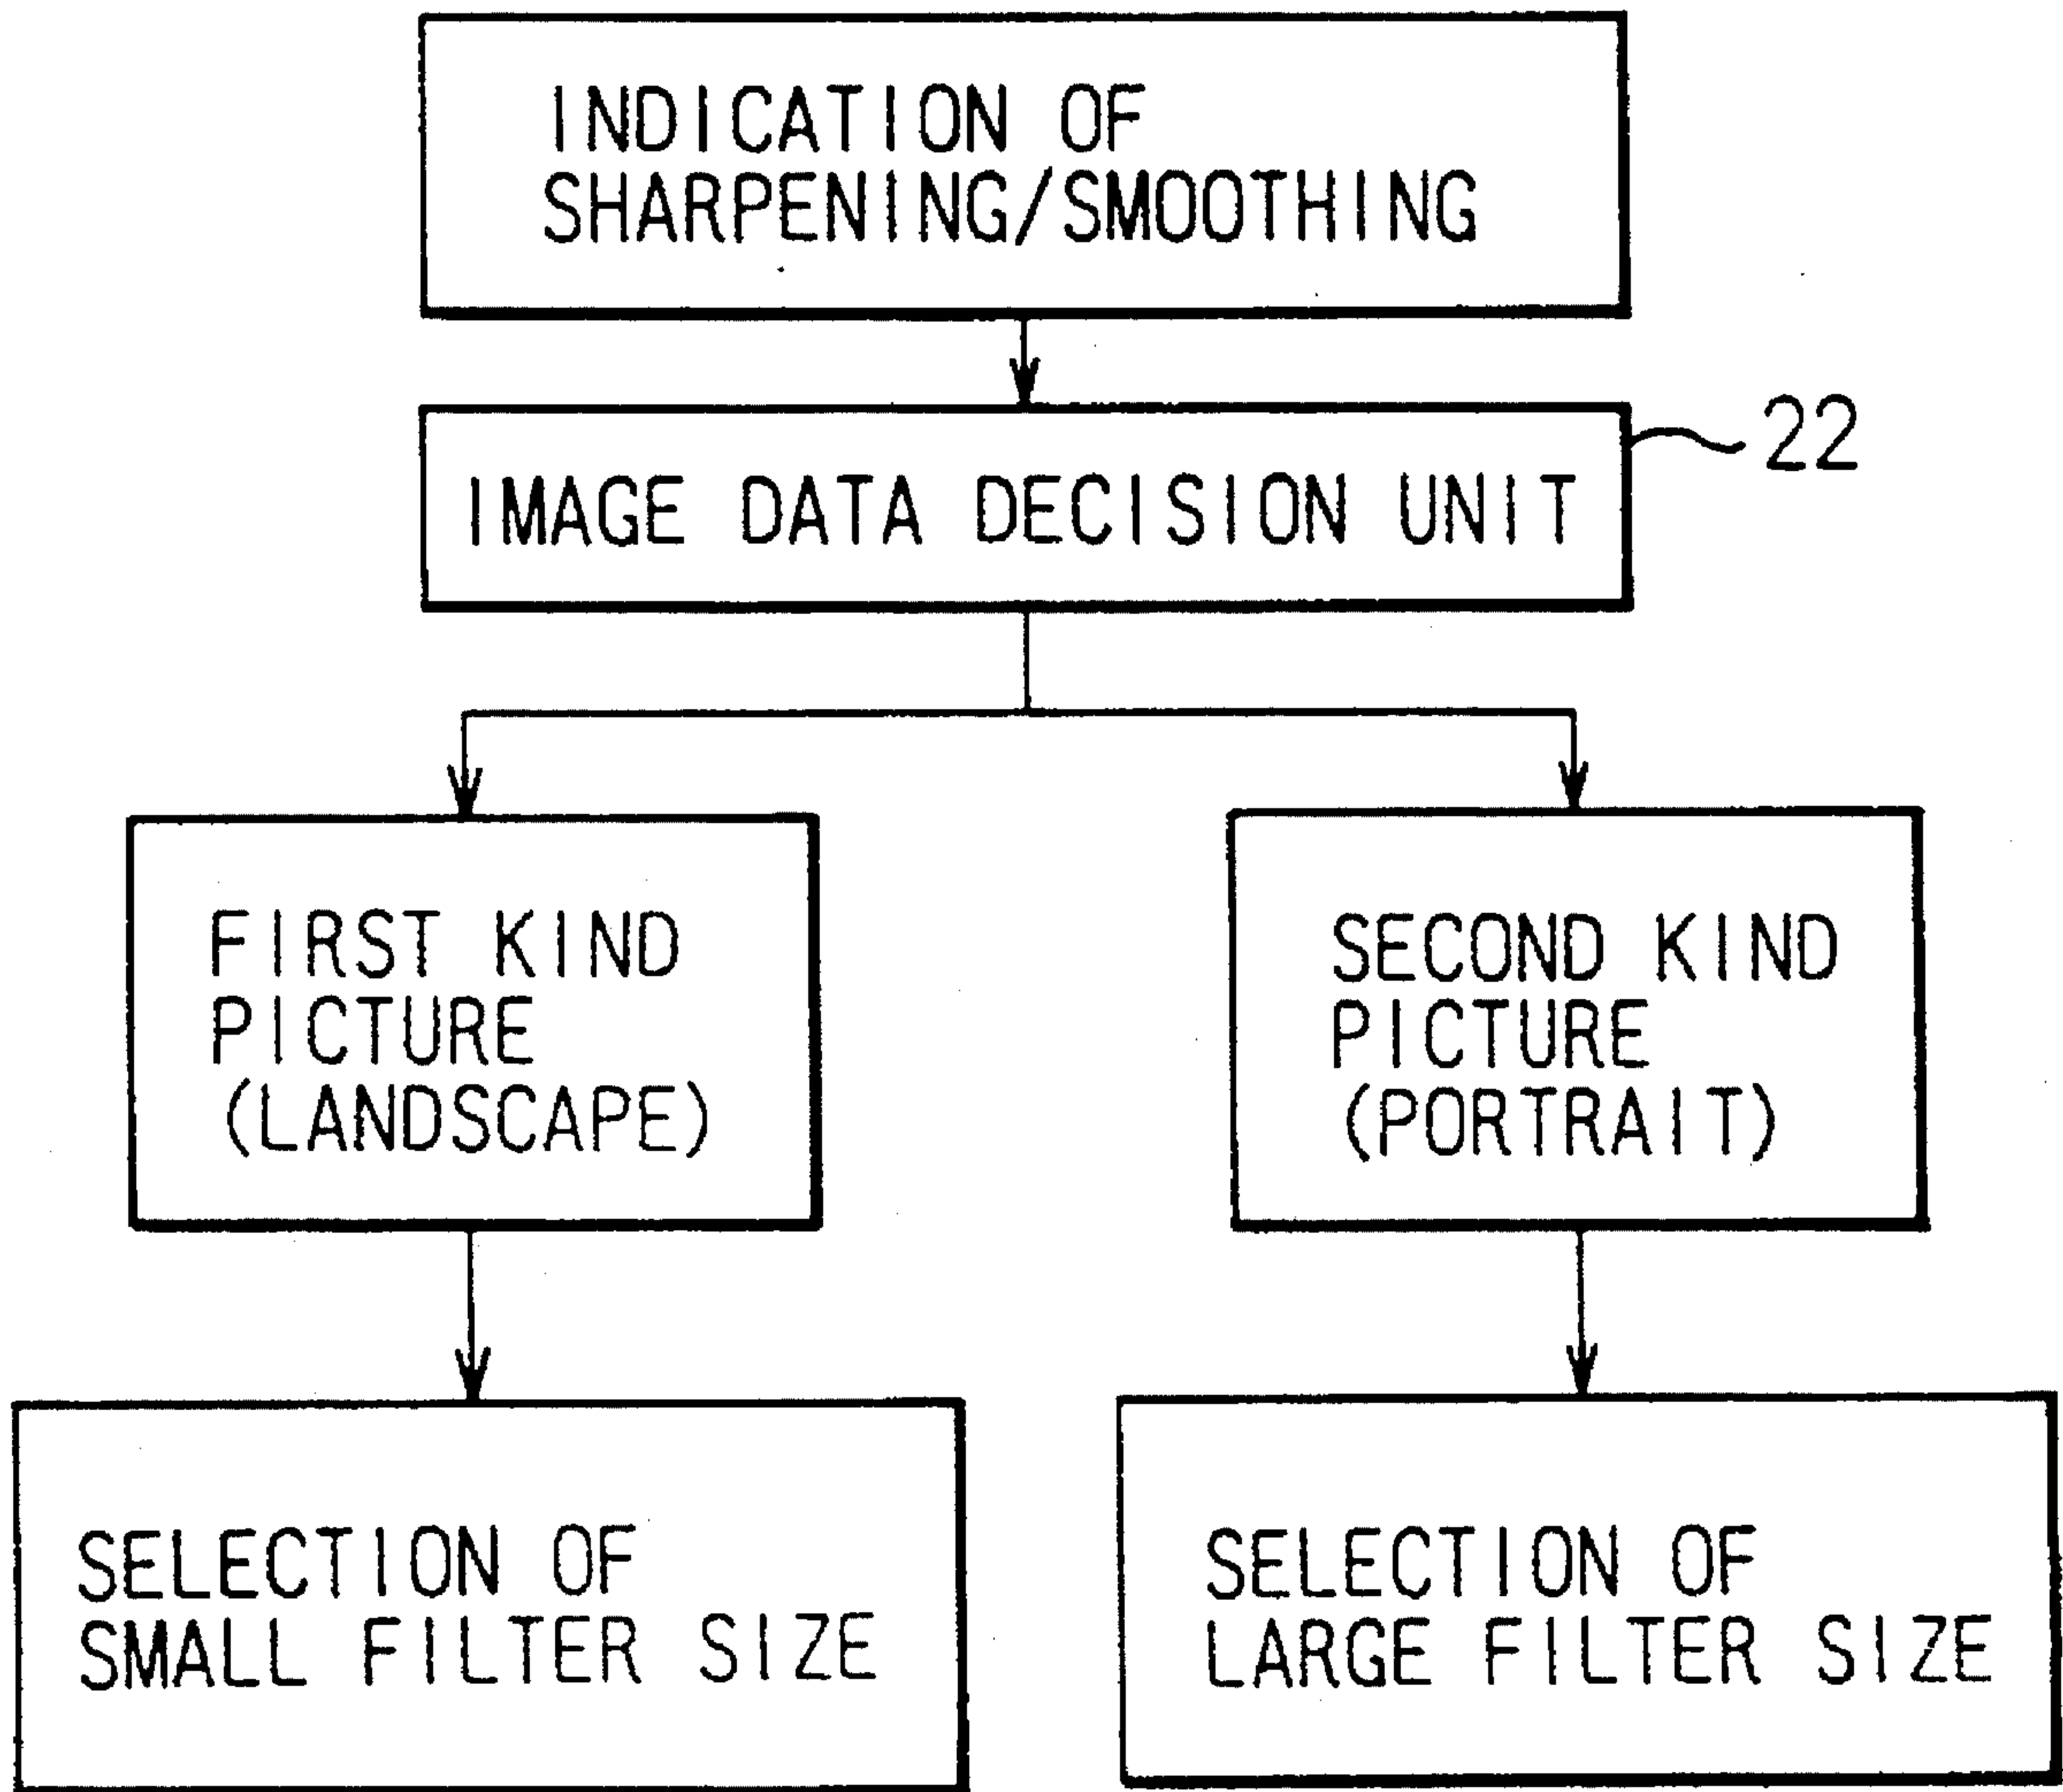 INDICATION OF
SHARPENING/SMOOTHING
22
IMAGE DATA DECISION UNIT
FIRST KIND
PICTURE
(LANDSCAPE)
SECOND KIND
PICTURE
(PORTRAIT)
SELECTION OF
SMALL FILTER SIZE
SELECTION OF
LARGE FILTER SIZE